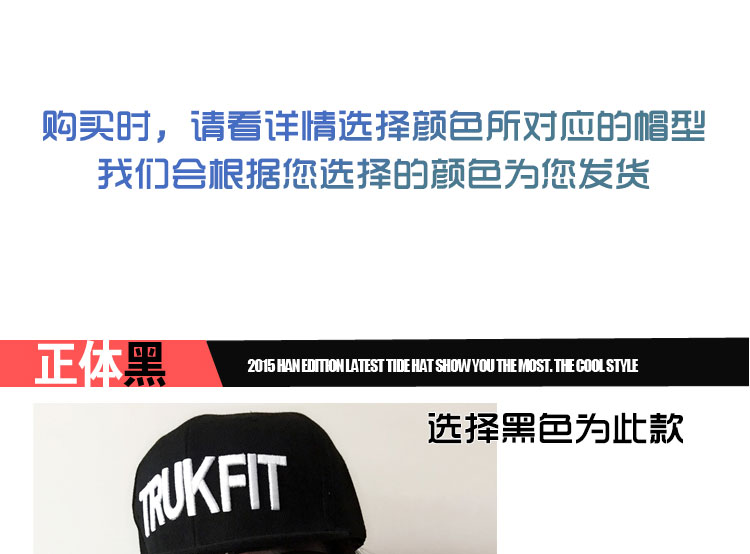 购买时，请看详情选择颜色所对应的帽型
我们会根据您选择的颜色为您发货
正体黑
2015 HAN EDITION LATEST TIDE HAT SHOW YOU THE MOST. THE COOL STYLE
选择黑色为此款
TRUKFIT